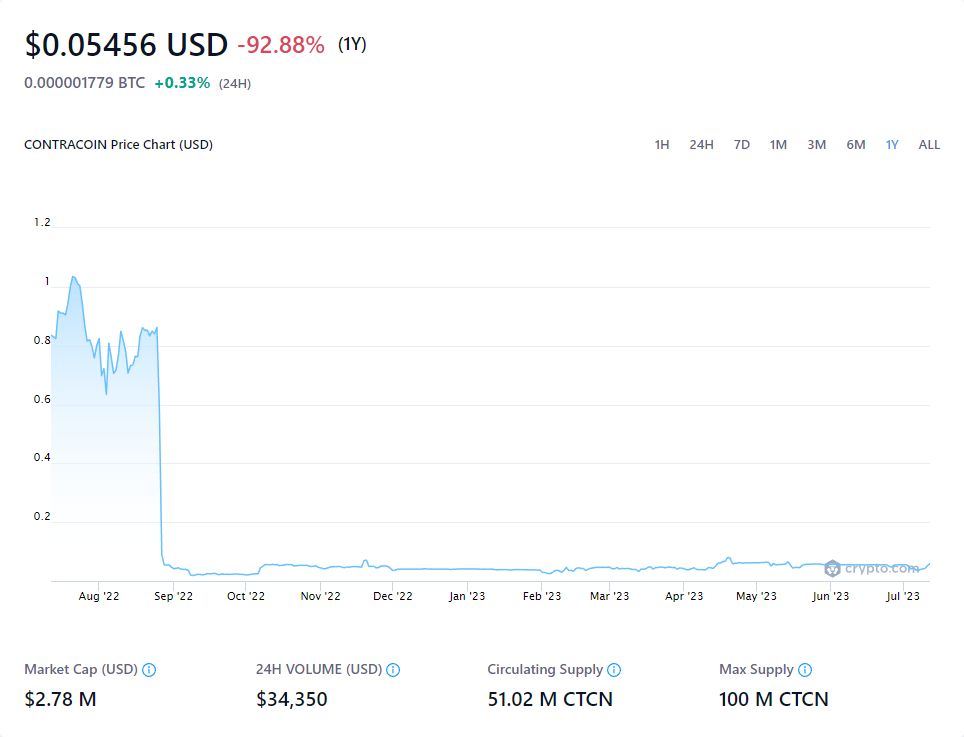 $0.05456 USD -92.88% (1Y)
0.000001779 BTC +0.33% (24H)
CONTRACOIN Price Chart (USD) 1H 24H 7D 1M 3M 6M 1Y ALL
1.2
1
0.8
0.6
0.4
0.2
crypto.com
Aug '22 Sep '22 Oct '22 Nov '22 Dec '22 Jan '23 Feb '23 Mar '23 Apr '23 May '23 Jun '23 Jul '23
Market Cap (USD) 24H VOLUME (USD) Circulating Supply Max Supply
$2.78 M $34,350 51.02 M CTCN 100 M CTCN